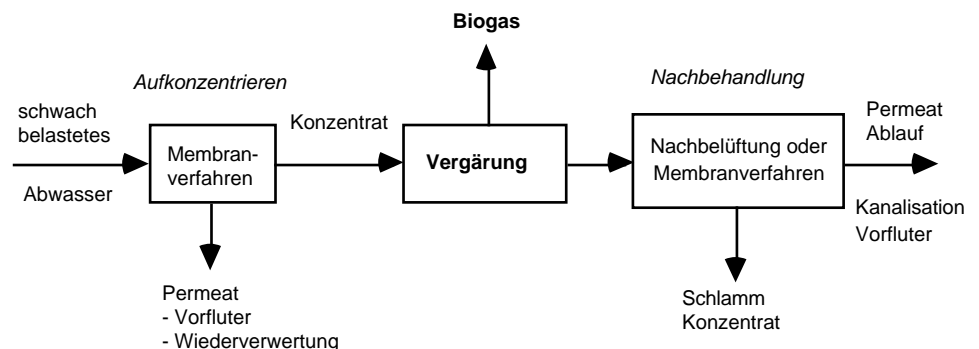 Biogas
Aufkonzentrieren
Nachbehandlung
schwach
belastetes
Abwasser
Membran-
verfahren
Konzentrat
Vergärung
Nachbelüftung oder
Membranverfahren
Permeat
Ablauf
Kanalisation
Vorfluter
Permeat
- Vorfluter
- Wiederverwertung
Schlamm
Konzentrat